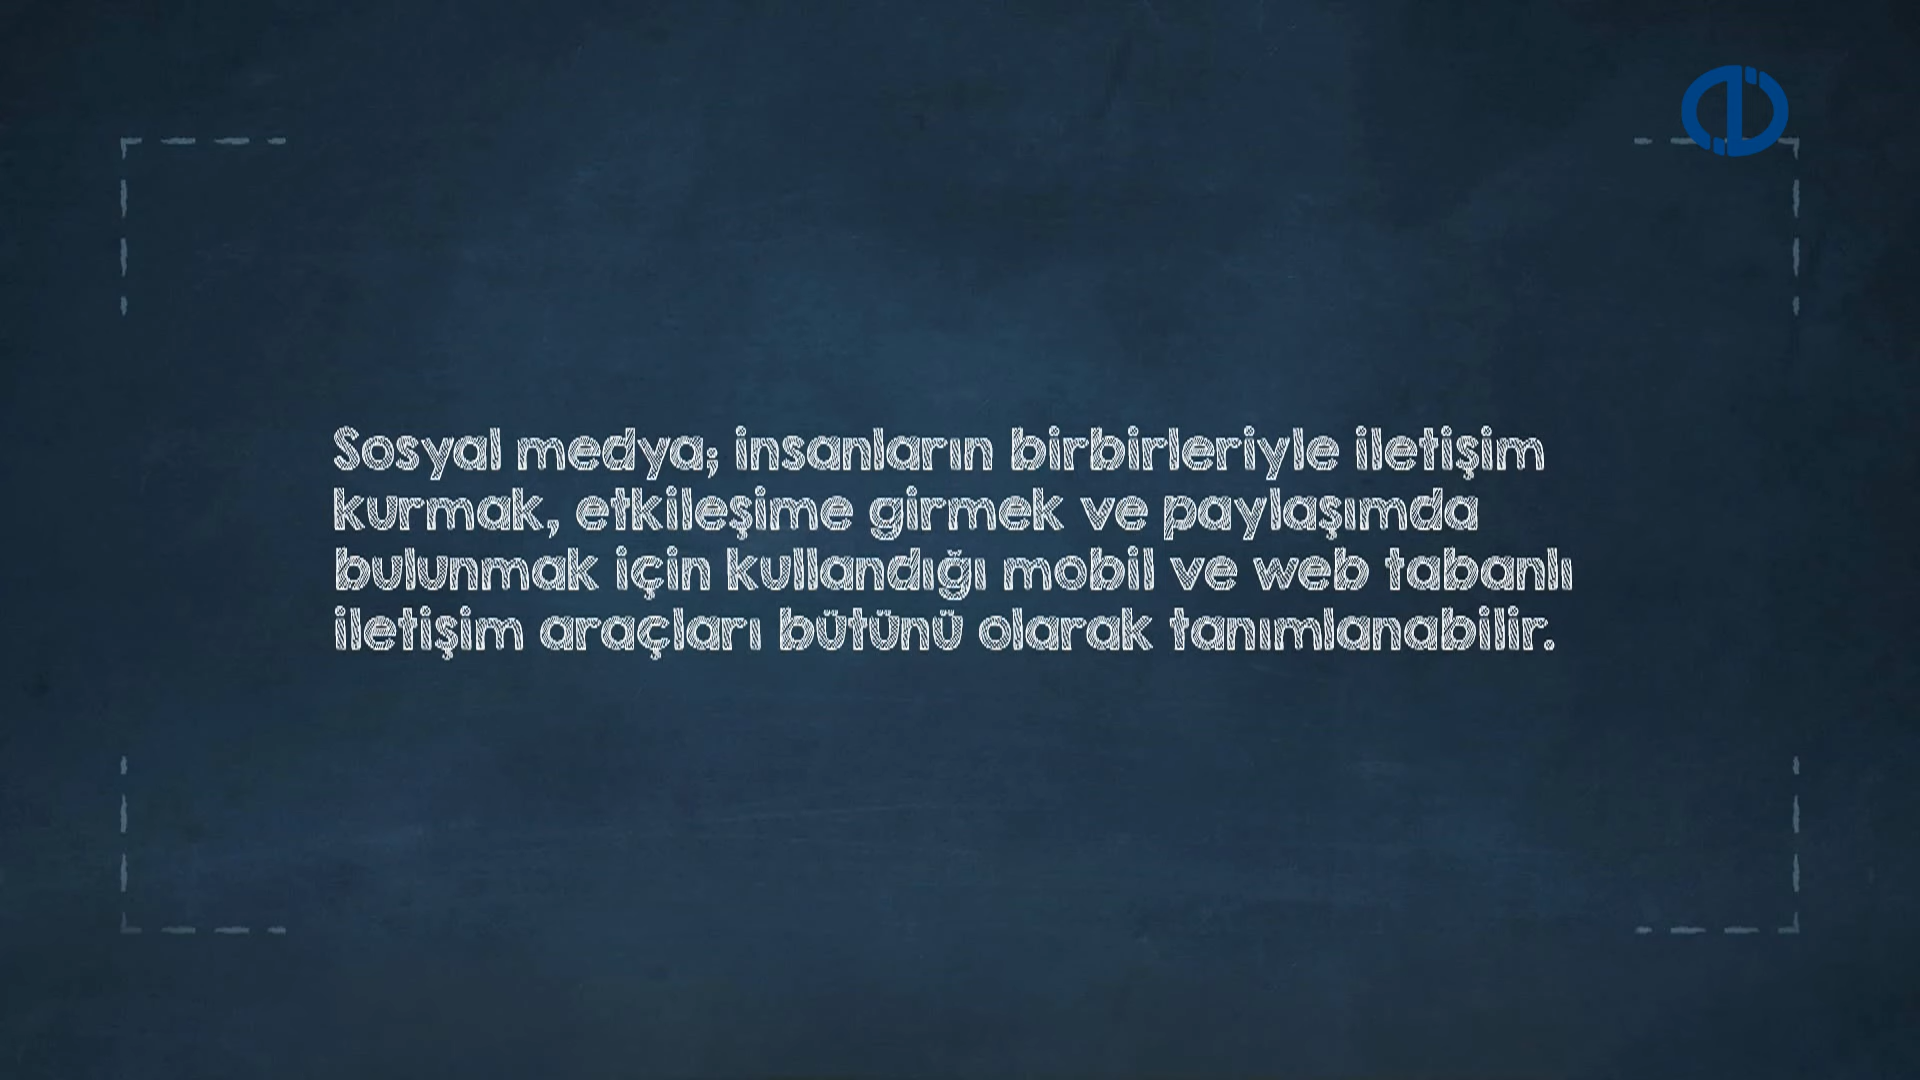 Sosyal medya; insanların birbirleriyle iletişim
kurmak, etkileşime girmek ve paylaşımda
bulunmak için kullandığı mobil ve web tabanlı
iletişim araçları bütünü olarak tanımlanabilir.